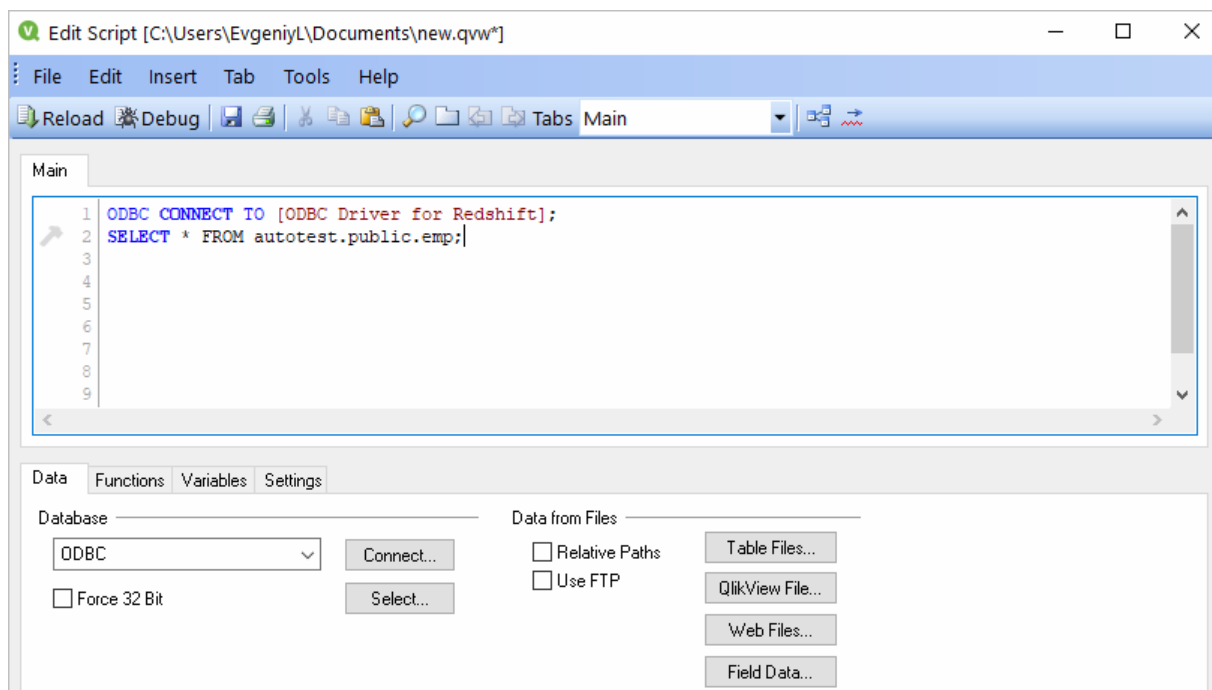 Edit Script [C:\Users\EvgeniyL\Documents\new.qvw*]
File Edit Insert Tab Tools Help
Reload Debug Tabs Main
Main
1 ODBC CONNECT TO [ODBC Driver for Redshift];
2 SELECT * FROM autotest.public.emp;
3
4
5
6
7
8
9
Data Functions Variables Settings
Database Data from Files
ODBC Connect... Relative Paths Table Files...
Force 32 Bit Select... Use FTP QlikView File...
Web Files...
Field Data...